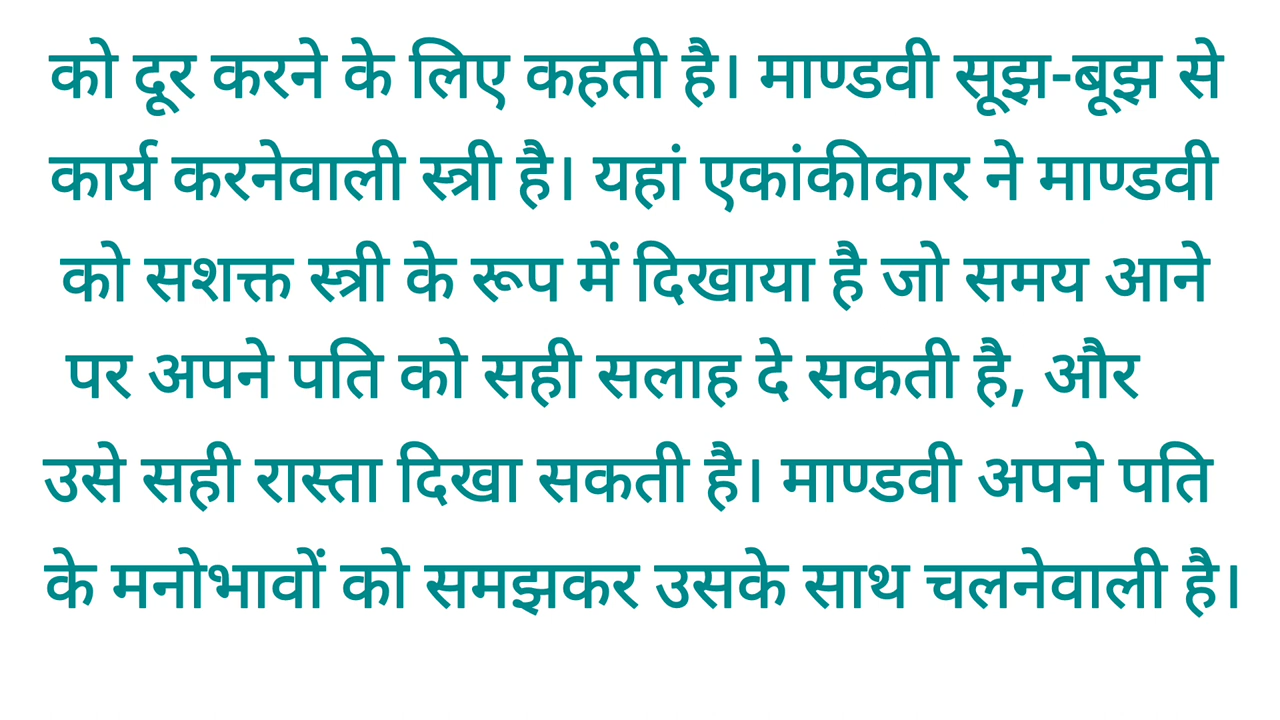 को दूर करने के लिए कहती है। माण्डवी सूझ-बूझ से
कार्य करनेवाली स्त्री है। यहां एकांकीकार ने माण्डवी
को सशक्त स्त्री के रूप में दिखाया है जो समय आने
पर अपने पति को सही सलाह दे सकती है, और
उसे सही रास्ता दिखा सकती है। माण्डवी अपने पति
के मनोभावों को समझकर उसके साथ चलनेवाली है।